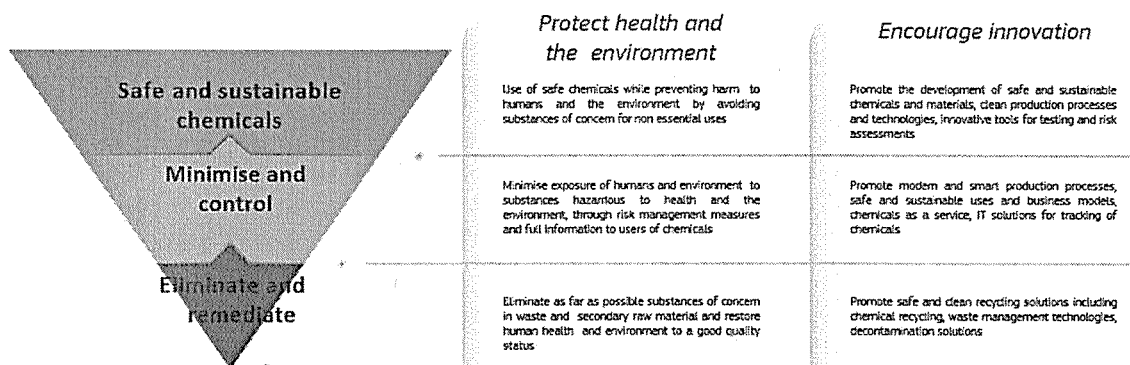 Safe and sustainable
chemicals
Minimise and
control
Eliminate and
remediate
Protect health and
the environment
Use of safe chemicals while preventing harm to
humans and the environment by avoiding
substances of concern for non essential uses
Minimise exposure of humans and environment to
substances hazardous to health and the
environment, through risk management measures
and full information to users of chemicals
Eliminate as far as possible substances of concern
in waste and secondary raw material and restore
human health and environment to a good quality
status
Encourage innovation
Promote the development of safe and sustainable
chemicals and materials, clean production processes
and technologies, innovative tools for testing and risk
assessments
Promote modern and smart production processes,
safe and sustainable uses and business models,
chemicals as a service, IT solutions for tracking of
chemicals
Promote safe and clean recycling solutions including
chemical recycling, waste management technologies,
decontamination solutions